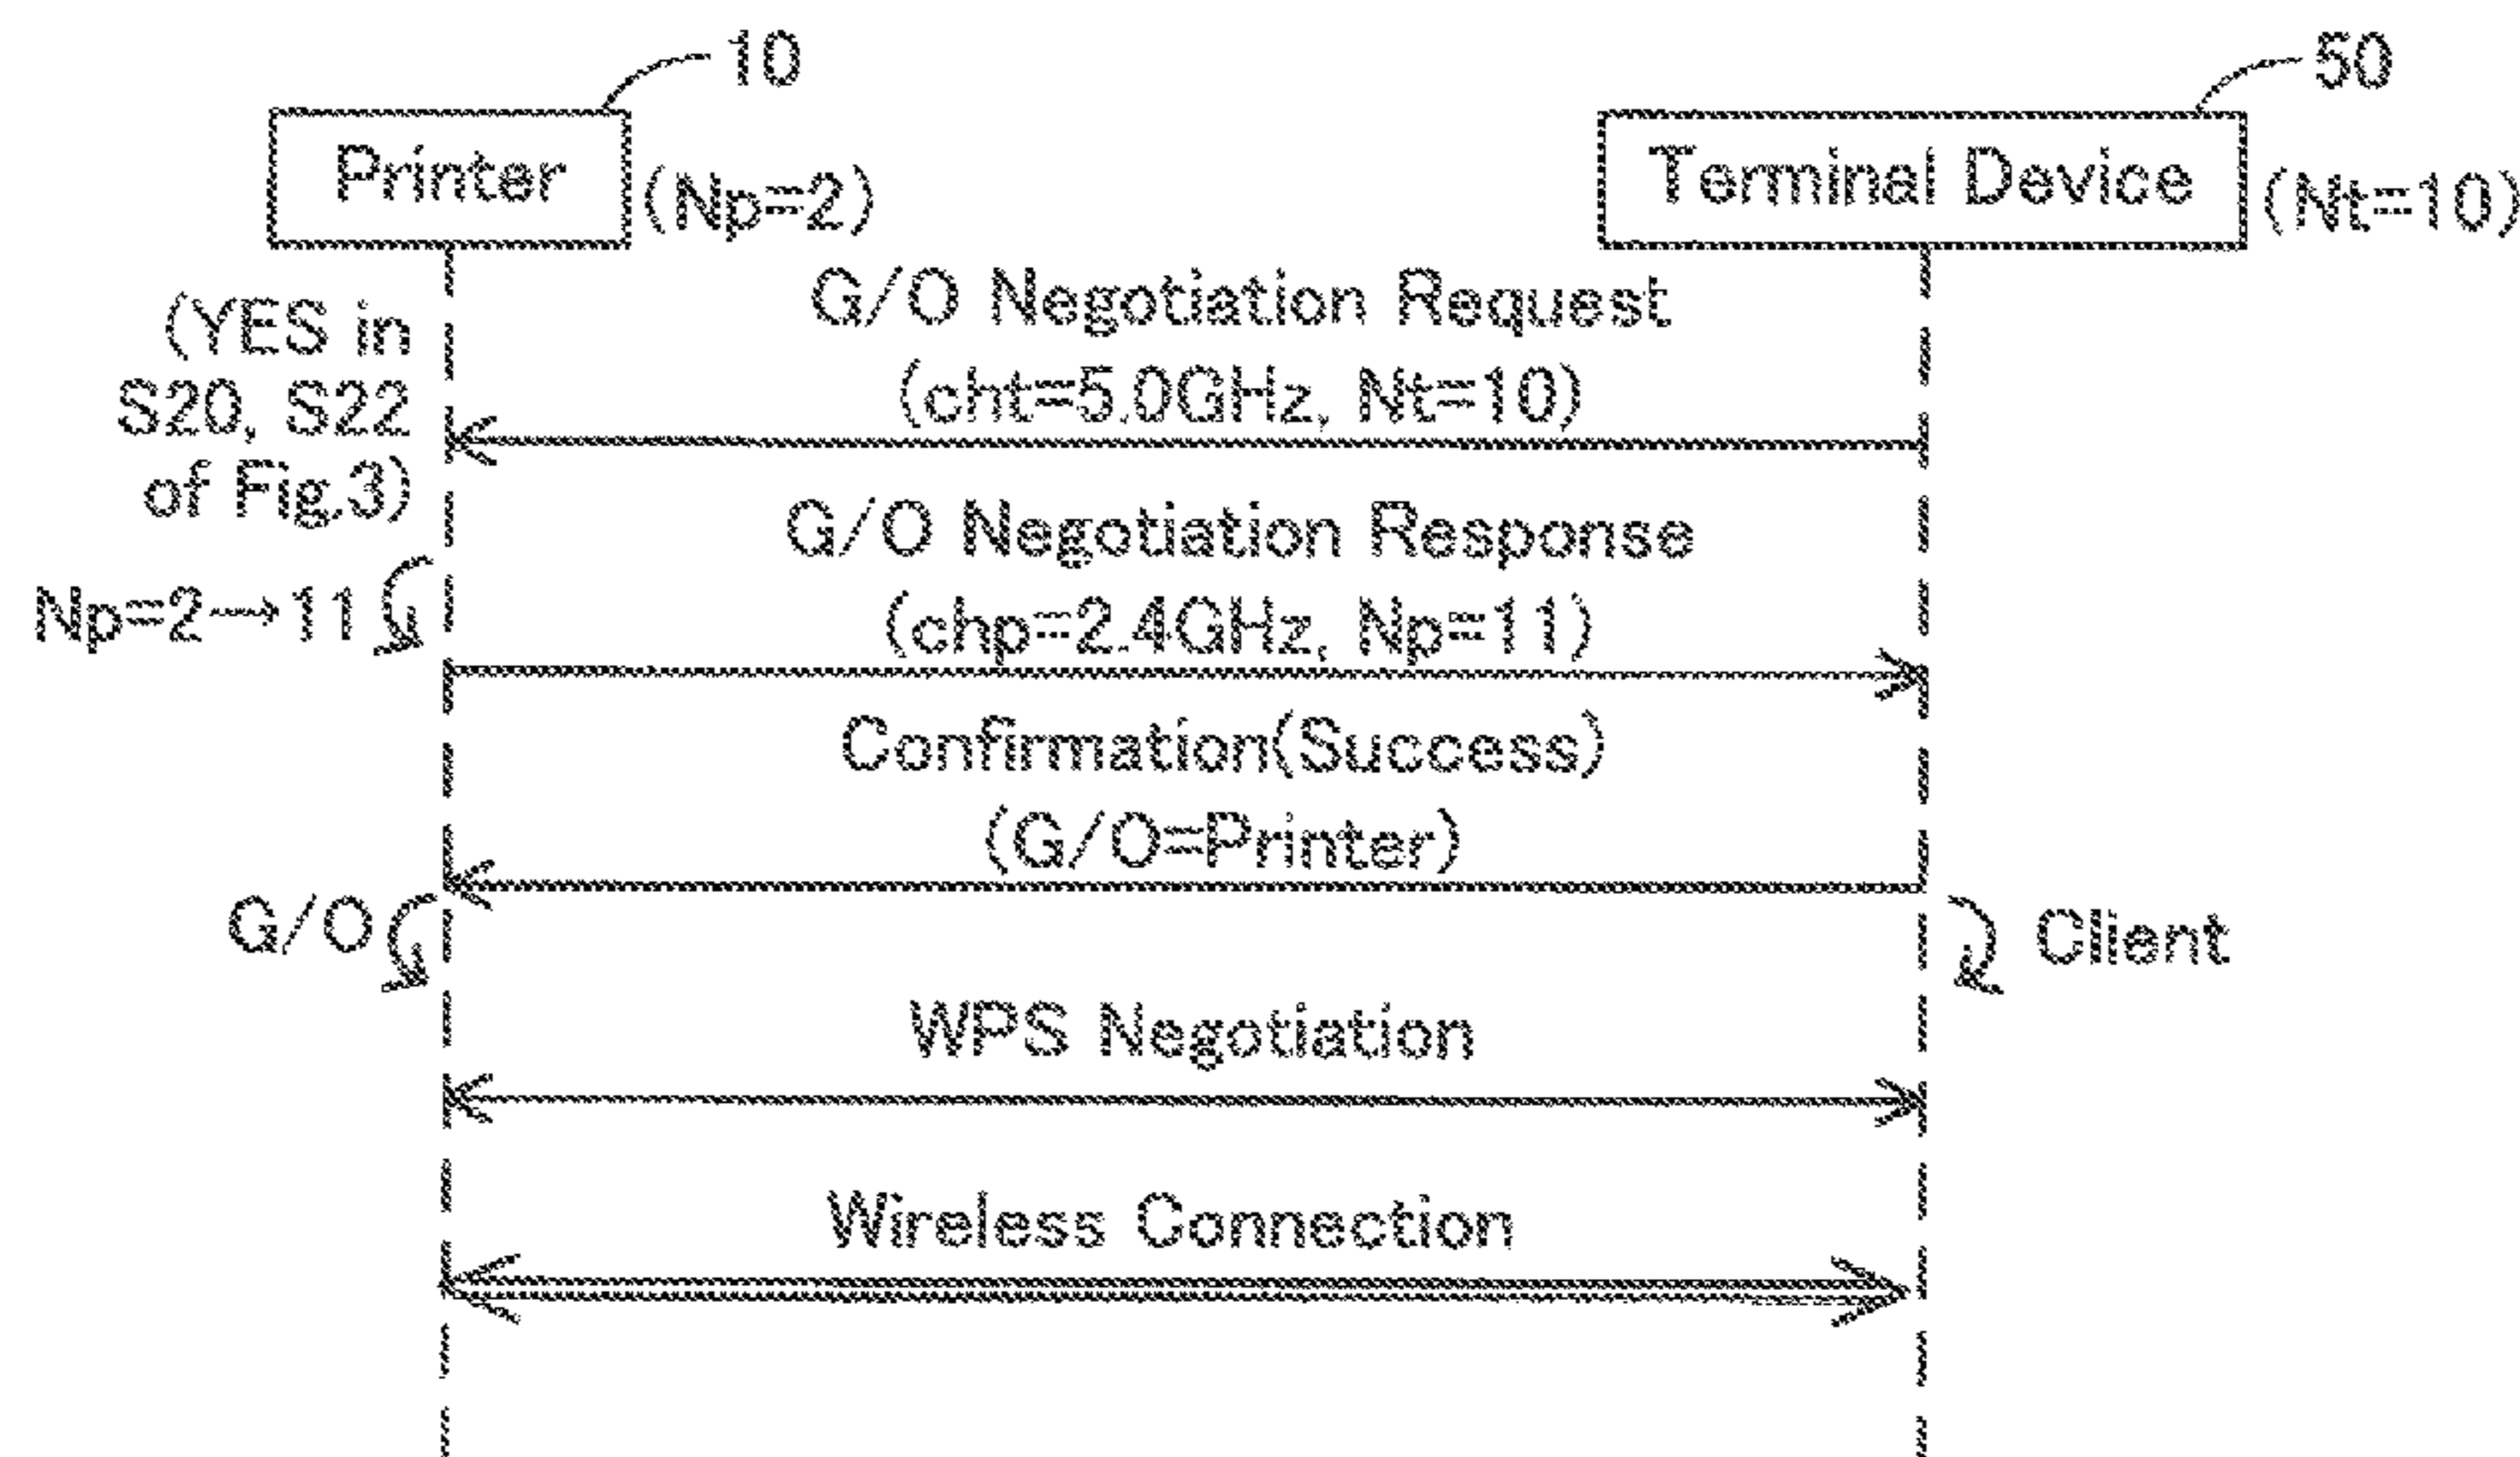 10
50
Printer
(Np=2)
Terminal Device
(Nt=10)
G/O Negotiation Request
(cht=5.0GHz, Nt=10)
(YES in
S20, S22
of Fig.3)
G/O Negotiation Response
(chp=2.4GHz, Np=11)
Np=2→11
Confirmation(Success)
(G/O=Printer)
G/O
Client
WPS Negotiation
Wireless Connection